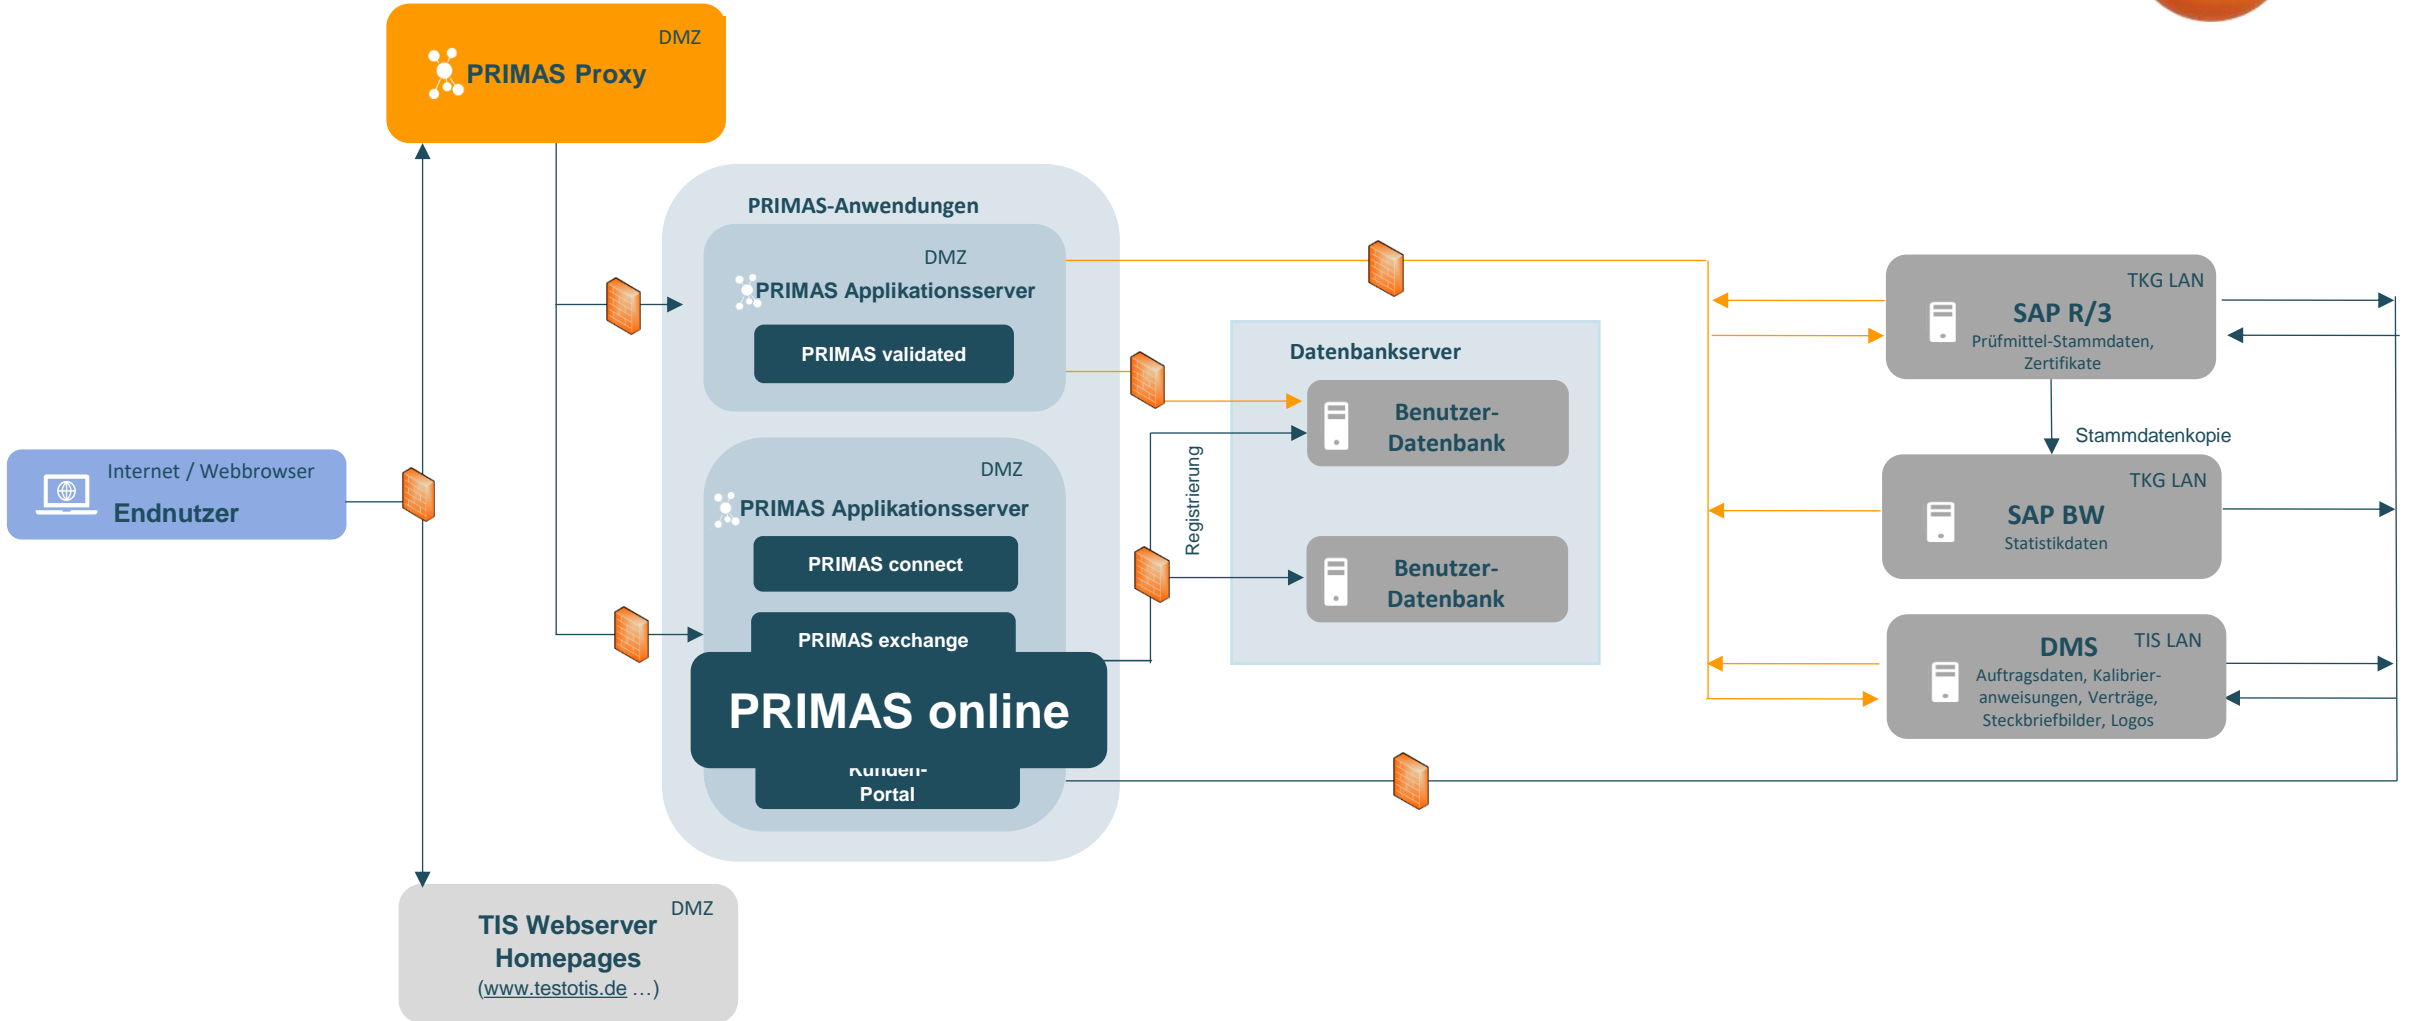 DMZ
PRIMAS Proxy
PRIMAS-Anwendungen
DMZ
PRIMAS Applikationsserver
PRIMAS validated
DMZ
PRIMAS Applikationsserver
PRIMAS connect
PRIMAS exchange
PRIMAS online
Kunden-
Portal
Internet / Webbrowser
Endnutzer
DMZ
TIS Webserver
Homepages
(www.testotis.de ...)
Registrierung
Datenbankserver
Benutzer-
Datenbank
Benutzer-
Datenbank
TKG LAN
SAP R/3
Prüfmittel-Stammdaten,
Zertifikate
Stammdatenkopie
TKG LAN
SAP BW
Statistikdaten
DMS
TIS LAN
Auftragsdaten, Kalibrier-
anweisungen, Verträge,
Steckbriefbilder, Logos